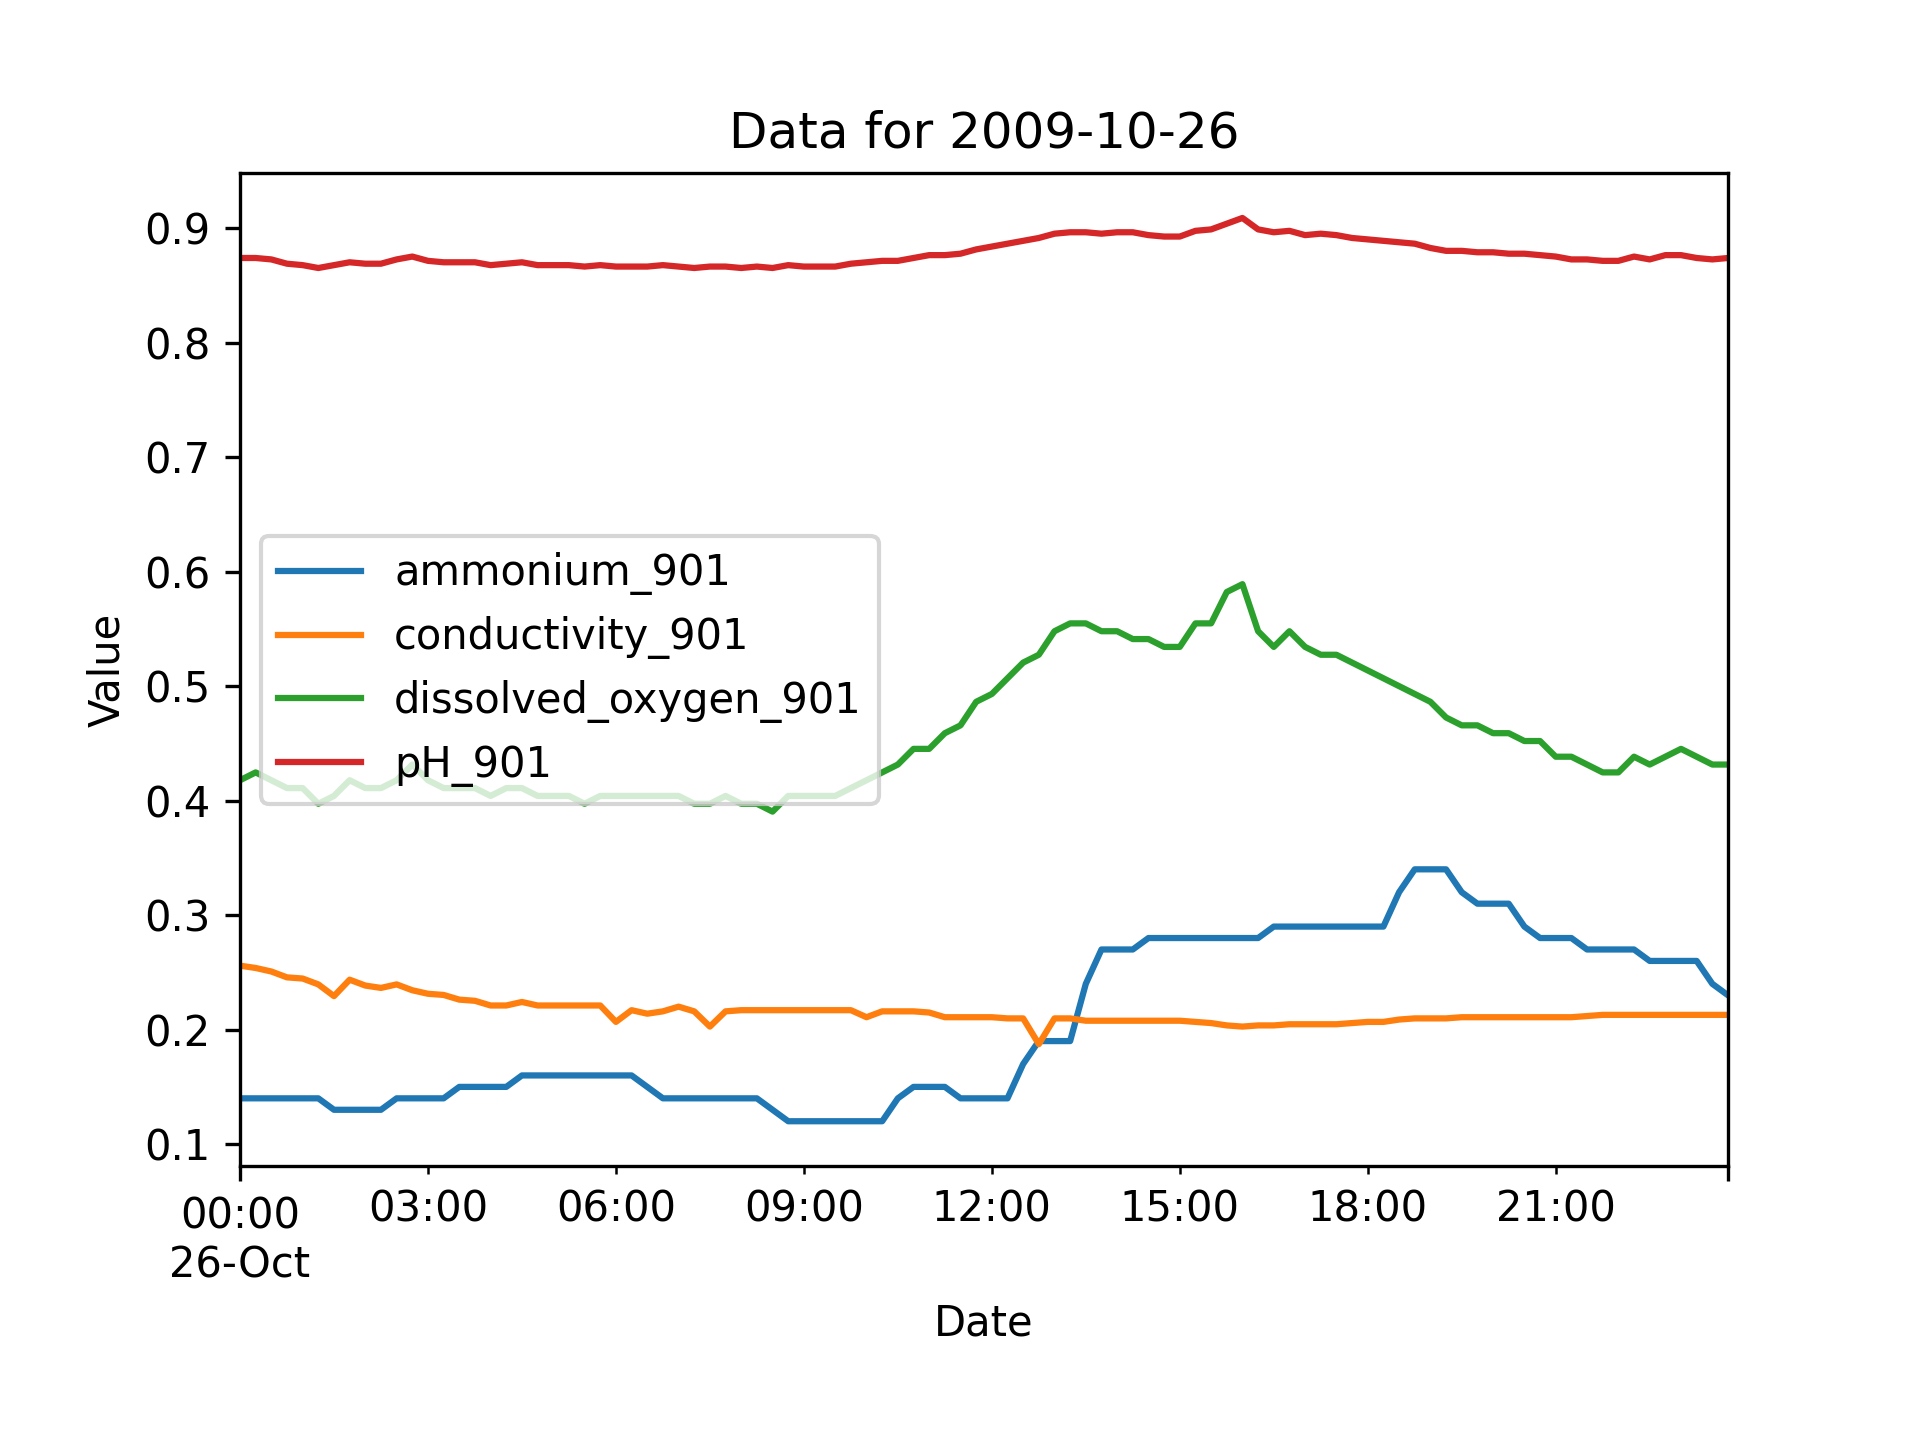 Data for 2009-10-26
Value
0.9
0.8
0.7
0.6
0.5
0.4
0.3
0.2
0.1
ammonium_901
conductivity_901
dissolved_oxygen_901
pH_901
00:00 03:00 06:00 09:00 12:00 15:00 18:00 21:00
26-Oct
Date